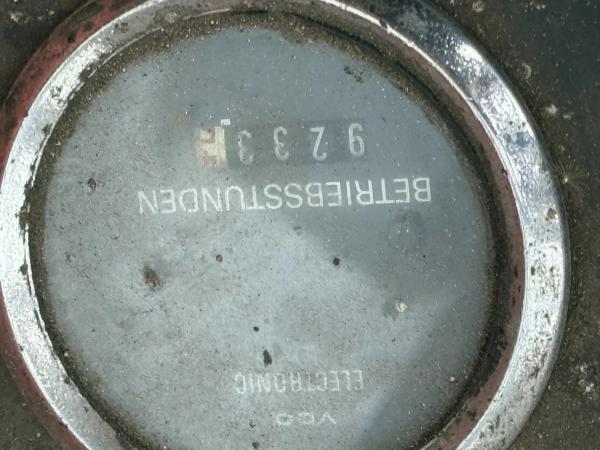 VDO
ELECTRONIC
BETRIEBSSTUNDEN
9233